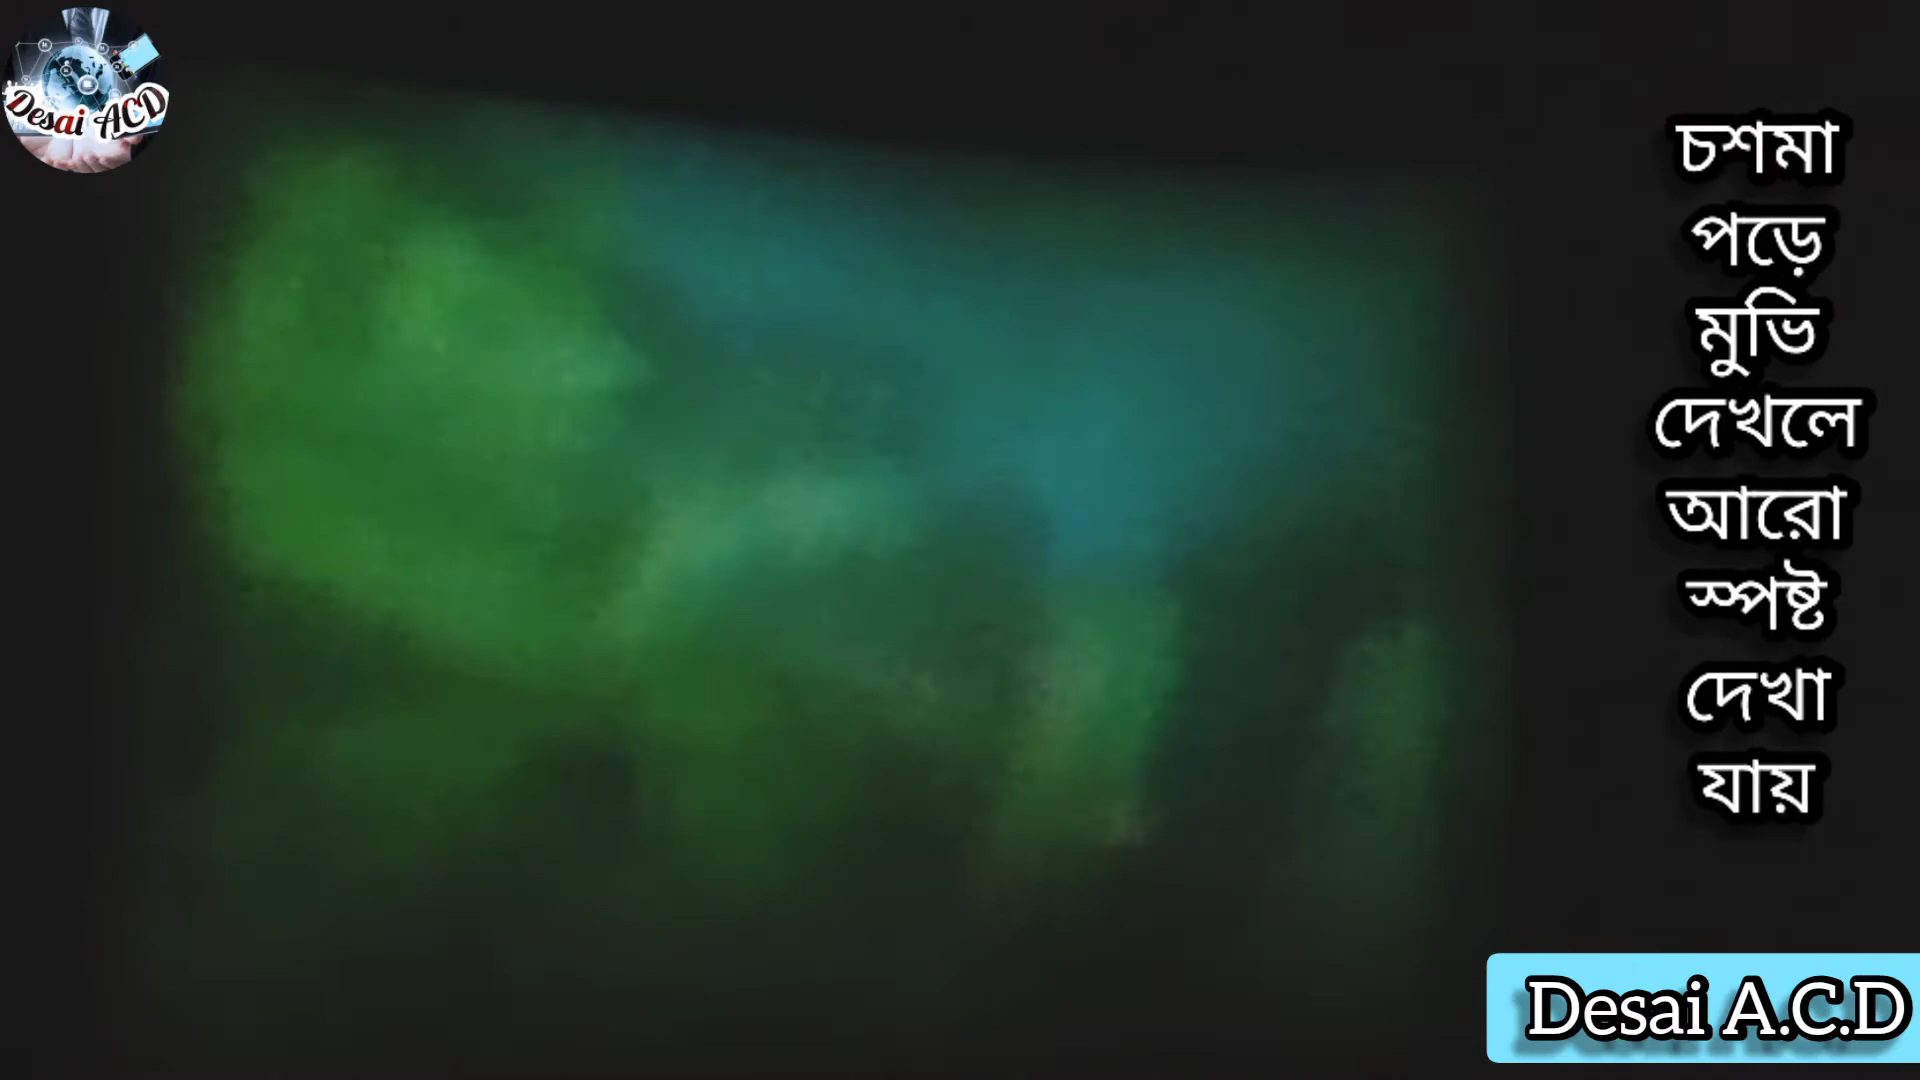 Desai ACD
চশমা
পড়ে
মুভি
দেখলে
আরো
স্পষ্ট
দেখা
যায়
Desai A.C.D